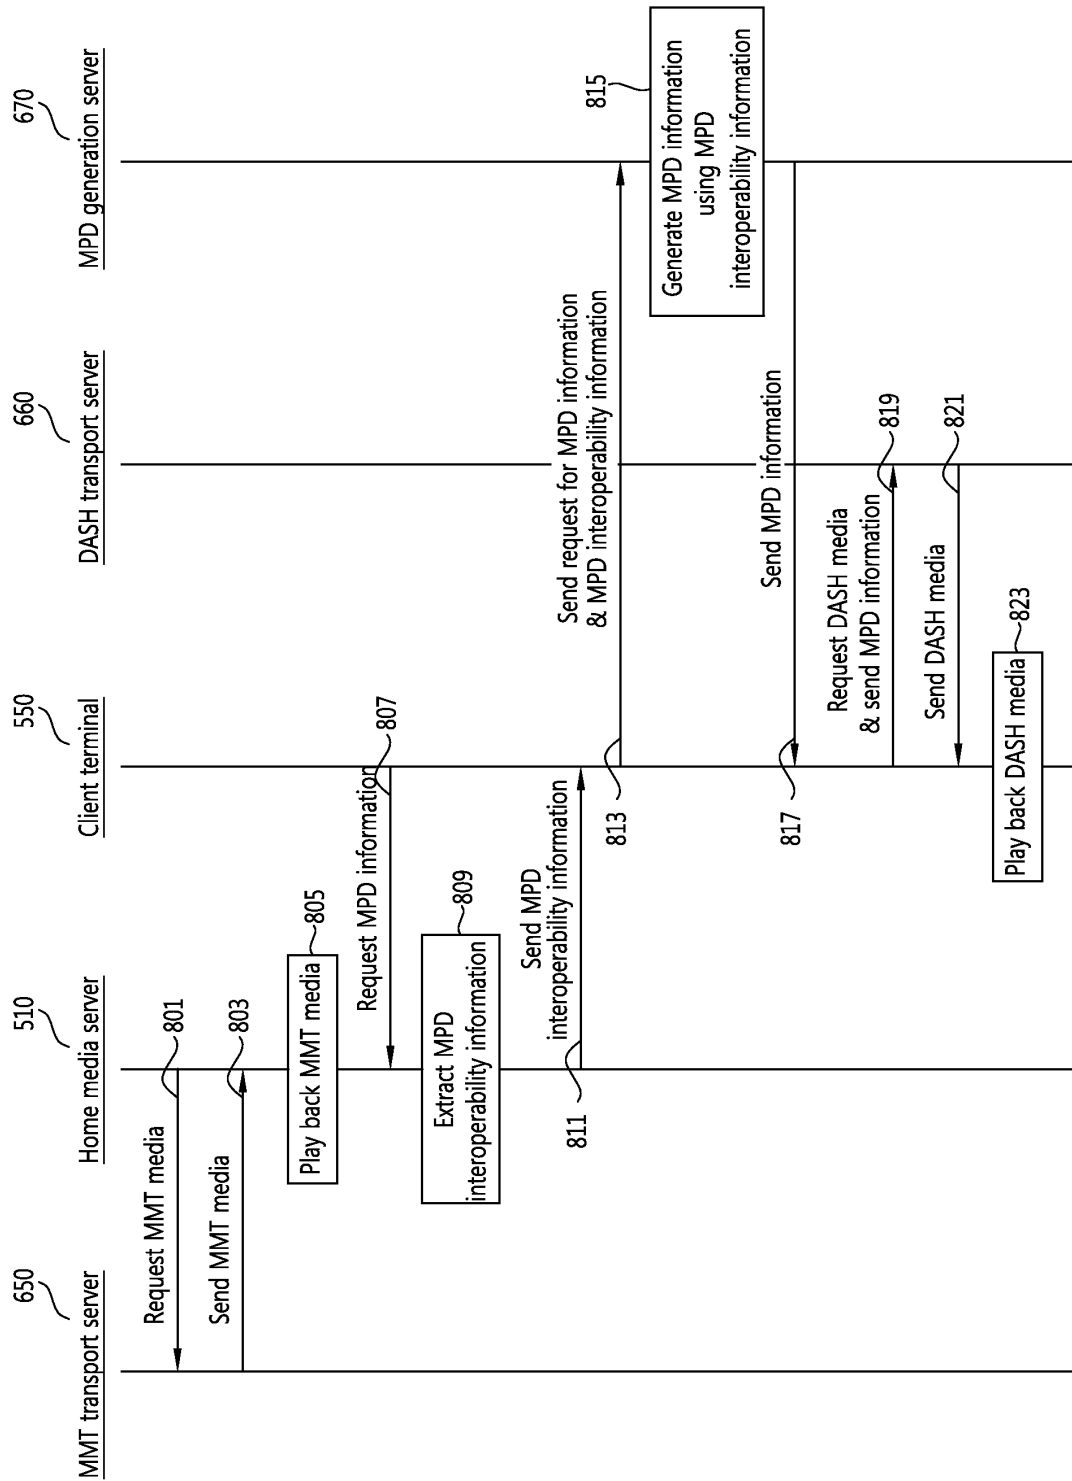 650
510
550
660
670
MMT transport server
Home media server
Client terminal
DASH transport server
MPD generation server
Request MMT media
801
Send MMT media
803
Play back MMT media
805
Request MPD information
807
Extract MPD
interoperability information
809
Send MPD
interoperability information
811
Send request for MPD information
& MPD interoperability information
813
815
Generate MPD information
using MPD
interoperability information
Send MPD information
817
Request DASH media
& send MPD information
819
Send DASH media
821
Play back DASH media
823